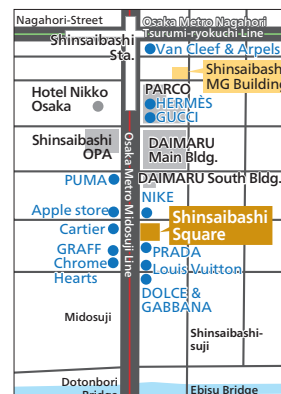 Nagahori-Street
Osaka Metro Nagahori
Tsurumi-ryokuchi Line
Shinsaibashi
Sta.
Van Cleef & Arpels
Shinsaibash
MG Building
PARCO
Hotel Nikko
Osaka
HERMÈS
GUCCI
Shinsaibashi
OPA
DAIMARU
Main Bldg.
Osaka Metro Midosuji Line
PUMA
DAIMARU South Bldg.
NIKE
Apple store
Shinsaibashi
Square
Cartier
GRAFF
PRADA
Chrome
Hearts
Louis Vuitton
DOLCE &
GABBANA
Midosuji
Shinsaibashi-
suji
Dotonbori
Bridge
Ebisu Bridge